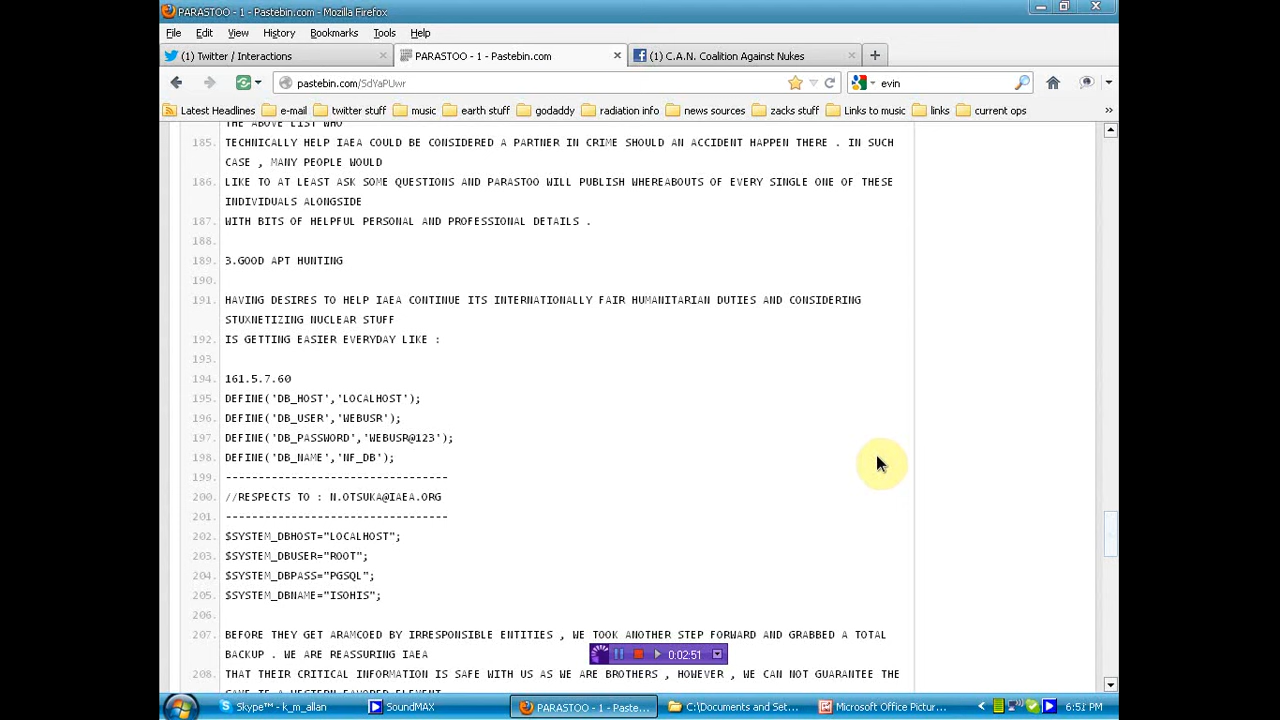 PARASTOO - 1 - Pastebin.com - Mozilla Firefox
File Edit View History Bookmarks Tools Help
(1) Twitter / Interactions
PARASTOO - 1 - Pastebin.com
(1) C.A.N. Coalition Against Nukes
pastebin.com/SdYaPUwr
evin
Latest Headlines e-mail twitter stuff music earth stuff godaddy radiation info news sources zacks stuff Links to music links current ops
THE ABOVE LIST WHO
185. TECHNICALLY HELP IAEA COULD BE CONSIDERED A PARTNER IN CRIME SHOULD AN ACCIDENT HAPPEN THERE . IN SUCH
CASE , MANY PEOPLE WOULD
186. LIKE TO AT LEAST ASK SOME QUESTIONS AND PARASTOO WILL PUBLISH WHEREABOUTS OF EVERY SINGLE ONE OF THESE
INDIVIDUALS ALONGSIDE
187. WITH BITS OF HELPFUL PERSONAL AND PROFESSIONAL DETAILS .
188.
189. 3.GOOD APT HUNTING
190.
191. HAVING DESIRES TO HELP IAEA CONTINUE ITS INTERNATIONALLY FAIR HUMANITARIAN DUTIES AND CONSIDERING
STUXNETIZING NUCLEAR STUFF
192. IS GETTING EASIER EVERYDAY LIKE :
193.
194. 161.5.7.60
195. DEFINE('DB_HOST','LOCALHOST');
196. DEFINE('DB_USER','WEBUSR');
197. DEFINE('DB_PASSWORD','WEBUSR@123');
198. DEFINE('DB_NAME','NF_DB');
199. ----------------------------------
200. //RESPECTS TO : N.OTSUKA@IAEA.ORG
201. ----------------------------------
202. $SYSTEM_DBHOST="LOCALHOST";
203. $SYSTEM_DBUSER="ROOT";
204. $SYSTEM_DBPASS="PGSQL";
205. $SYSTEM_DBNAME="ISOHIS";
206.
207. BEFORE THEY GET ARAMCOED BY IRRESPONSIBLE ENTITIES , WE TOOK ANOTHER STEP FORWARD AND GRABBED A TOTAL
BACKUP . WE ARE REASSURING IAEA
0:02:51
208. THAT THEIR CRITICAL INFORMATION IS SAFE WITH US AS WE ARE BROTHERS , HOWEVER , WE CAN NOT GUARANTEE THE
Skype™ - k_m_allan
SoundMAX
PARASTOO - 1 - Paste...
C:\Documents and Set...
Microsoft Office Pictur...
6:51 PM